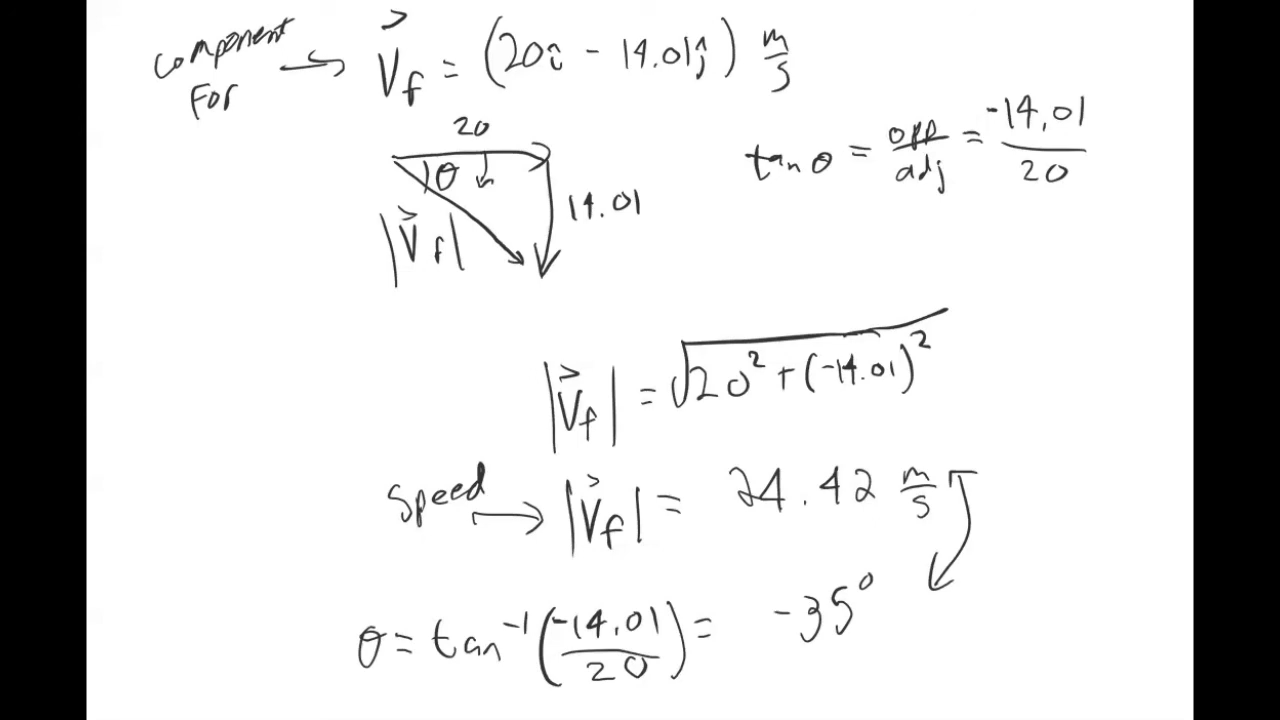 component
For → V⃗f = (20î - 14.01ĵ) m/s
20
θ
14.01
|V⃗f|
tan θ = opp/adj = -14.01/20
|V⃗f| = √20² + (-14.01)²
Speed → |V⃗f| = 24.42 m/s
θ = tan⁻¹(-14.01/20) = -35°